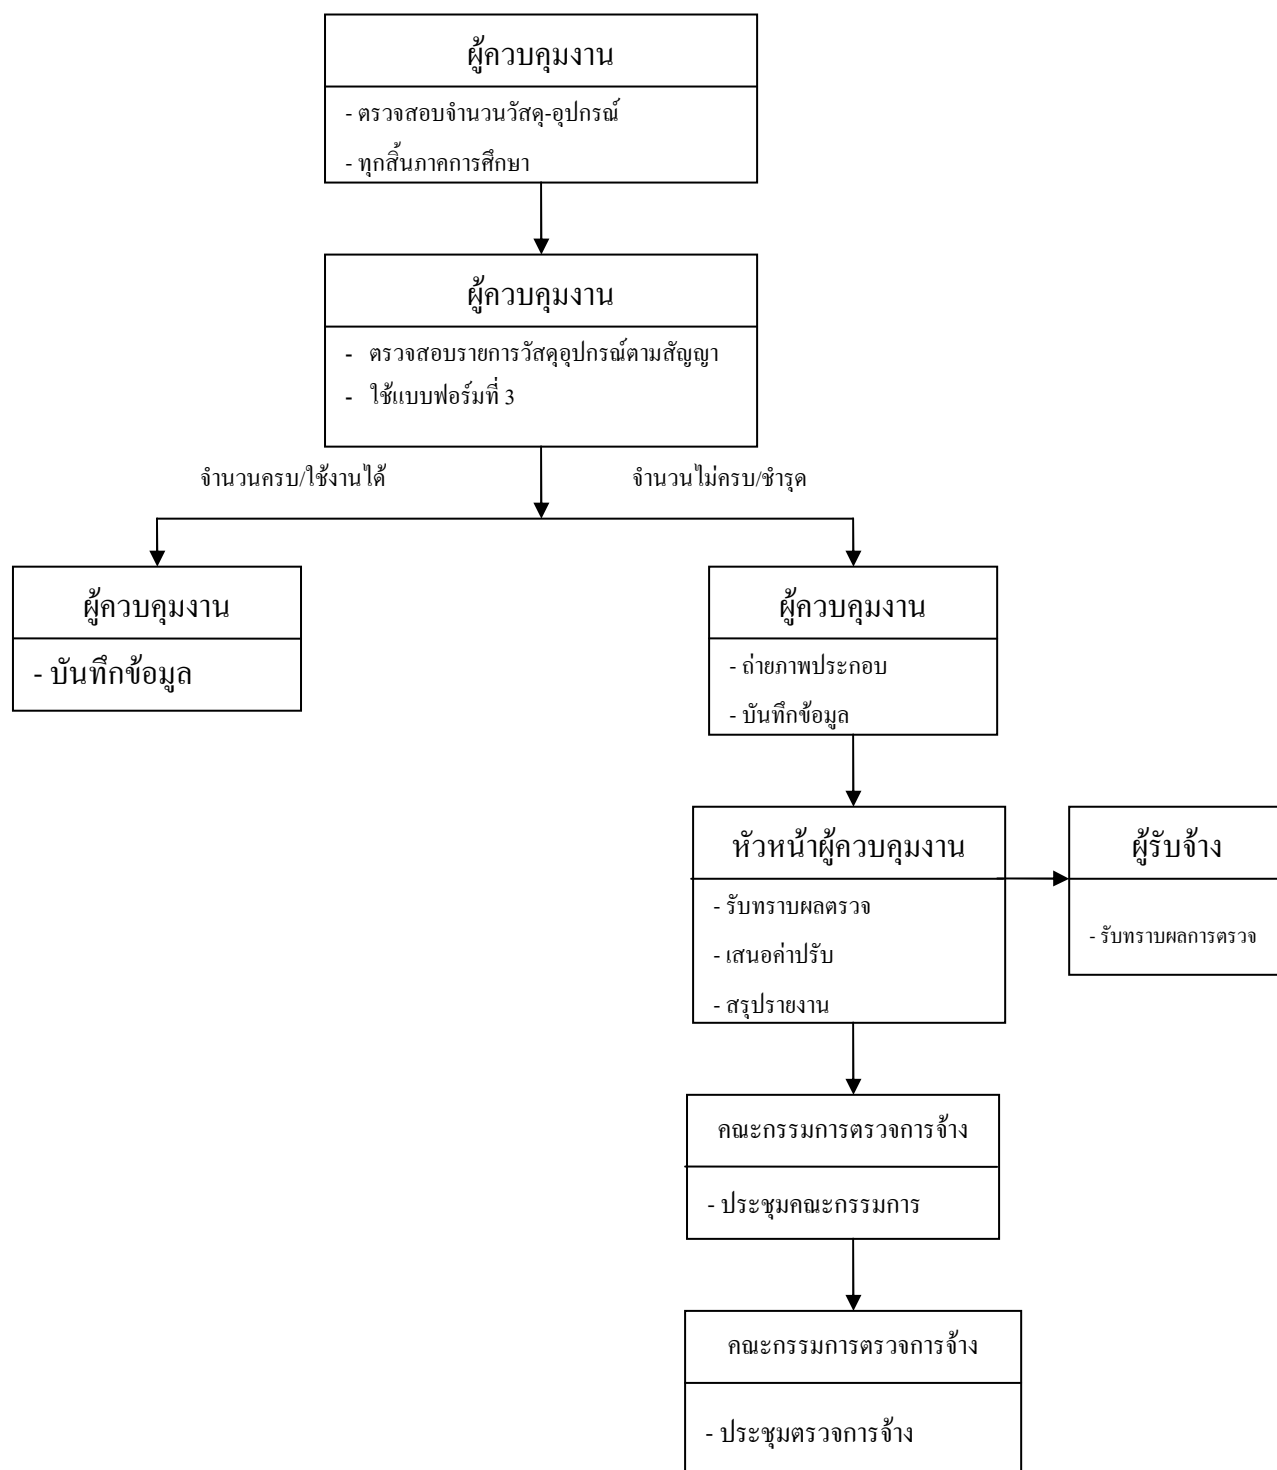 ผู้ควบคุมงาน
- ตรวจสอบจำนวนวัสดุ-อุปกรณ์
- ทุกสิ้นภาคการศึกษา
ผู้ควบคุมงาน
- ตรวจสอบรายการวัสดุอุปกรณ์ตามสัญญา
- ใช้แบบฟอร์มที่ 3
จำนวนครบ/ใช้งานได้
จำนวนไม่ครบ/ชำรุด
ผู้ควบคุมงาน
- บันทึกข้อมูล
ผู้ควบคุมงาน
- ถ่ายภาพประกอบ
- บันทึกข้อมูล
หัวหน้าผู้ควบคุมงาน
- รับทราบผลตรวจ
- เสนอค่าปรับ
- สรุปรายงาน
ผู้รับจ้าง
- รับทราบผลการตรวจ
คณะกรรมการตรวจการจ้าง
- ประชุมคณะกรรมการ
คณะกรรมการตรวจการจ้าง
- ประชุมตรวจการจ้าง